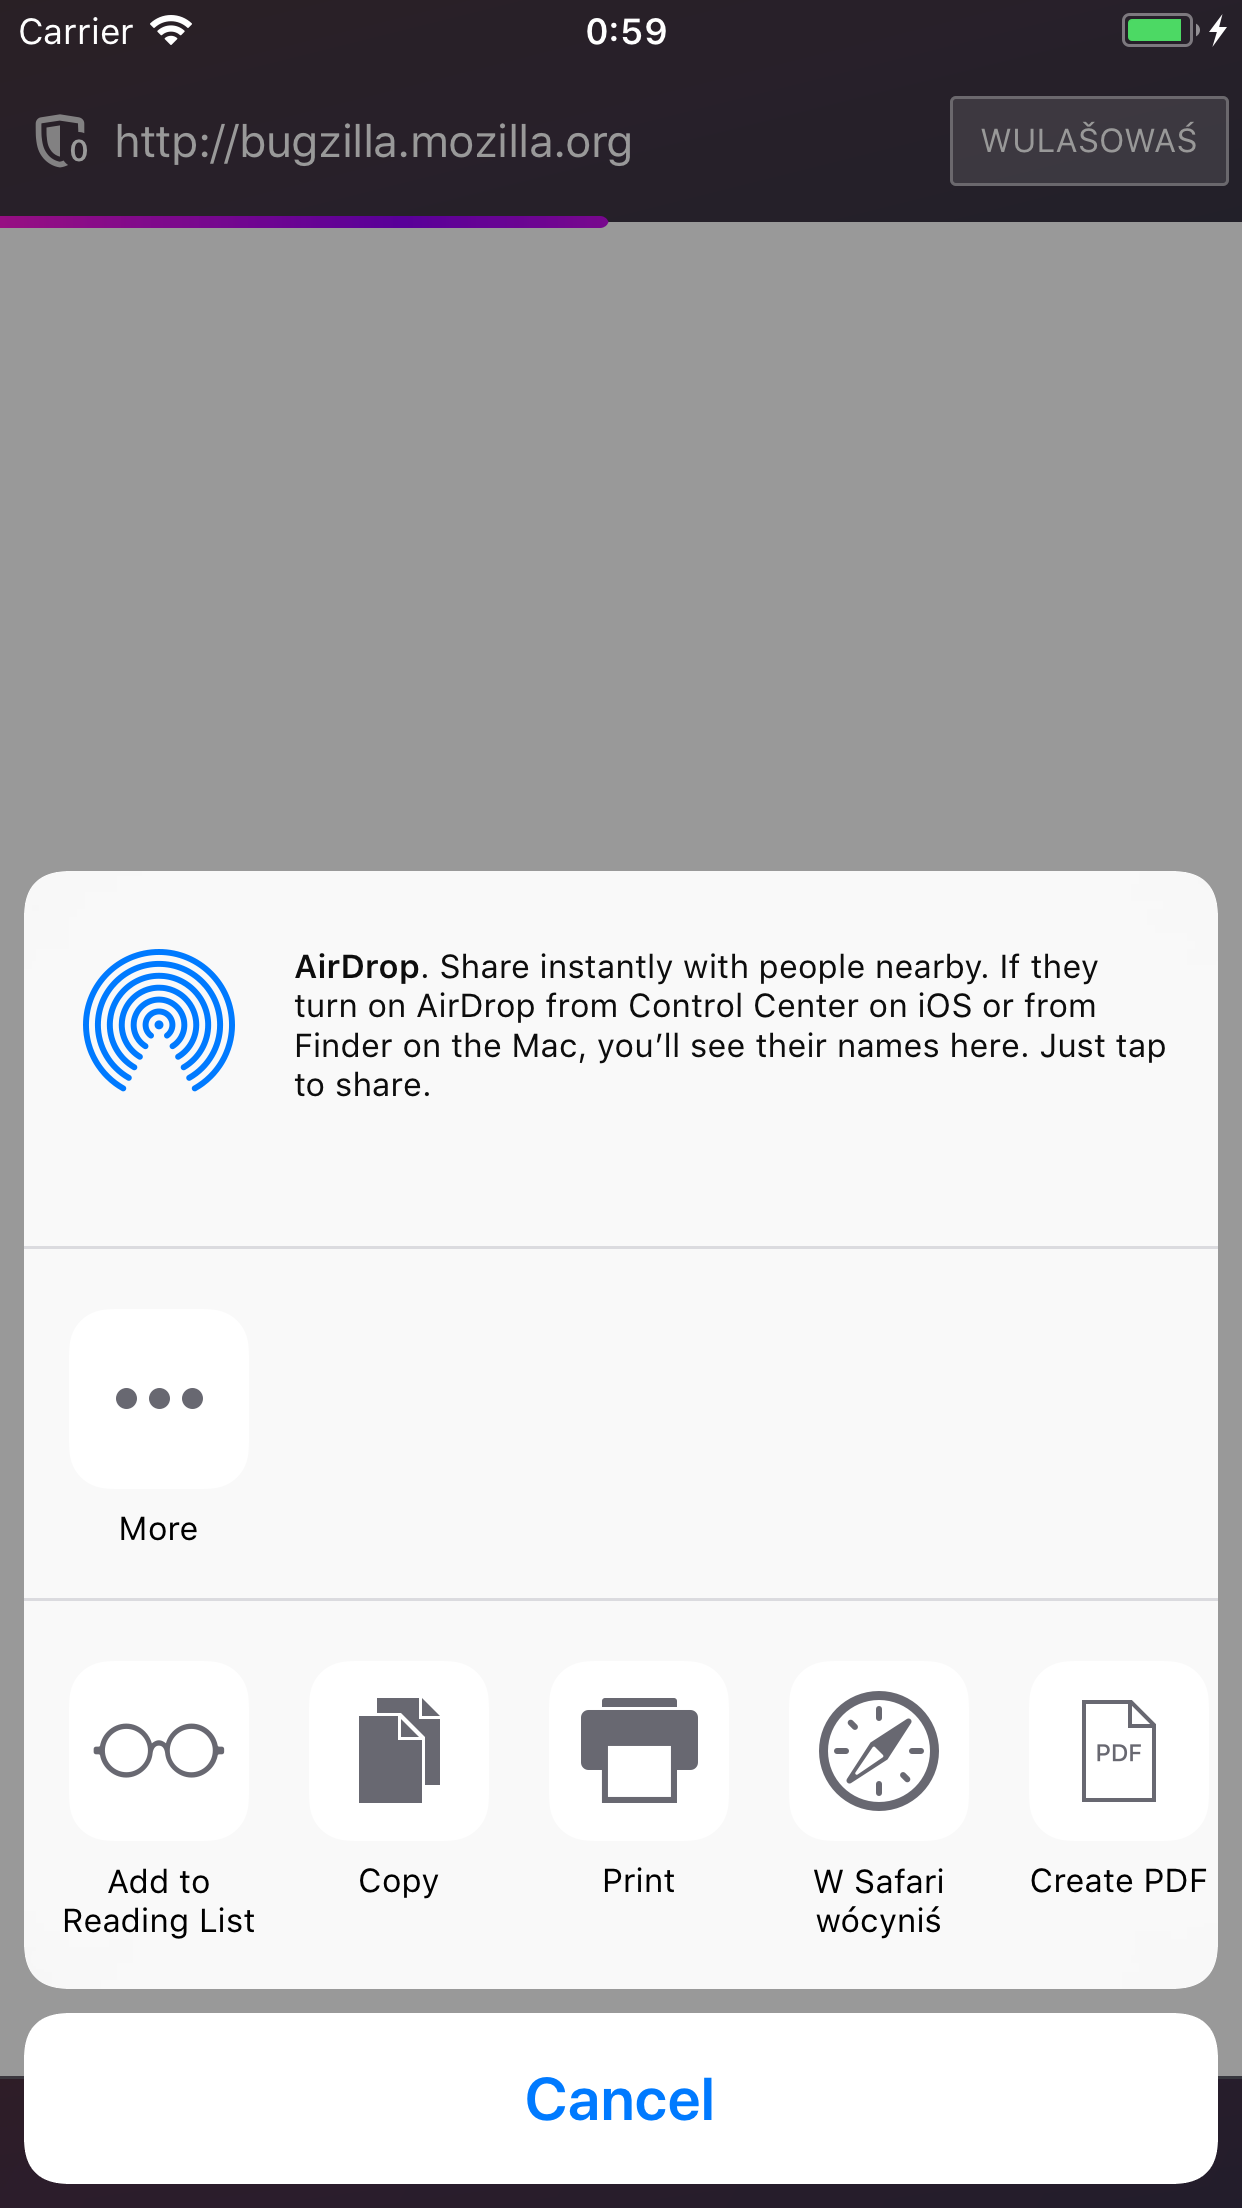 Carrier 0:59
0 http://bugzilla.mozilla.org WULAŠOWAŚ
AirDrop. Share instantly with people nearby. If they
turn on AirDrop from Control Center on iOS or from
Finder on the Mac, you’ll see their names here. Just tap
to share.
More
PDF
Add to
Reading List
Copy
Print
W Safari
wócyniś
Create PDF
Cancel